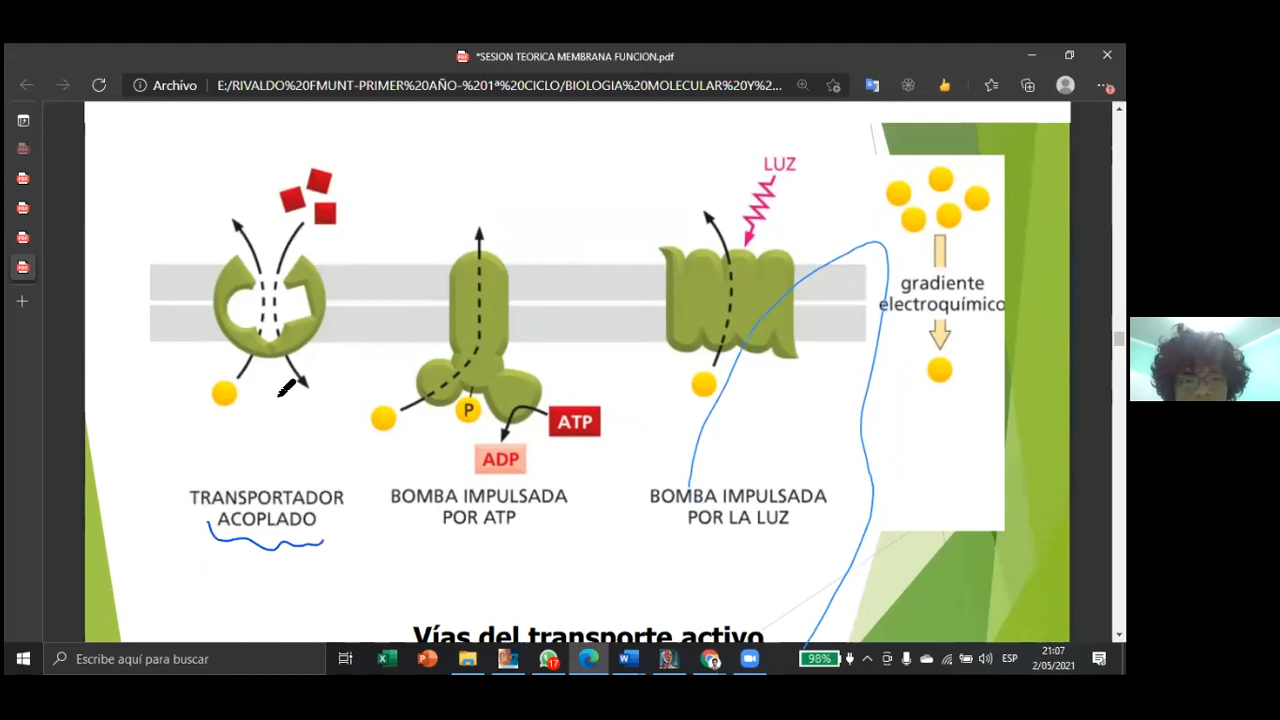 *SESION TEORICA MEMBRANA FUNCION.pdf
Archivo
E:/RIVALDO%20FMUNT-PRIMER%20AÑO-%201ª%20CICLO/BIOLOGIA%20MOLECULAR%20Y%2...
LUZ
gradiente
electroquímico
P
ATP
ADP
TRANSPORTADOR
ACOPLADO
BOMBA IMPULSADA
POR ATP
BOMBA IMPULSADA
POR LA LUZ
Vías del transporte activo
Escribe aquí para buscar
17
98%
ESP
21:07
2/05/2021